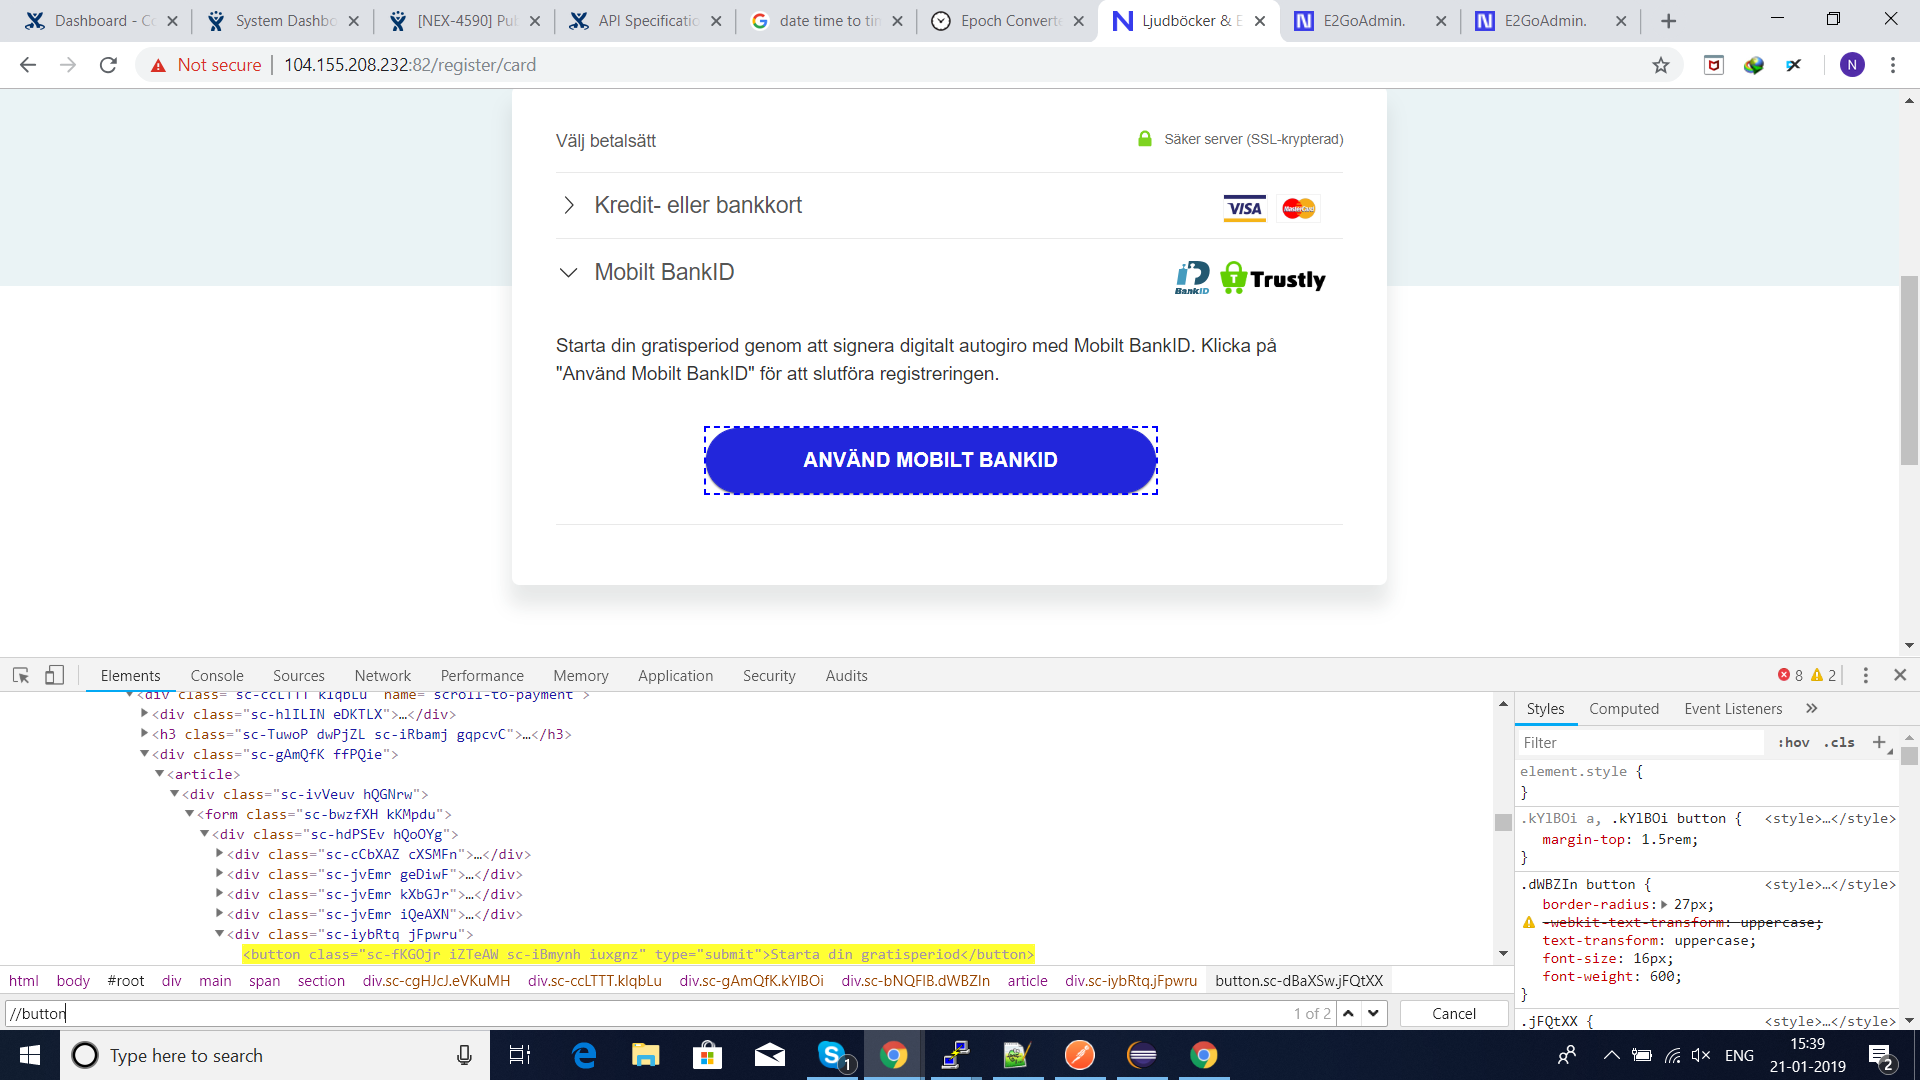 Dashboard - Co
System Dashbo
[NEX-4590] Pub
API Specificatio
date time to tim
Epoch Converte
Ljudböcker & E
E2GoAdmin.
E2GoAdmin.
Not secure
104.155.208.232:82/register/card
N
Välj betalsätt
Säker server (SSL-krypterad)
Kredit- eller bankkort
VISA
MasterCard
Mobilt BankID
BankID
Trustly
Starta din gratisperiod genom att signera digitalt autogiro med Mobilt BankID. Klicka på
"Använd Mobilt BankID" för att slutföra registreringen.
ANVÄND MOBILT BANKID
Elements
Console
Sources
Network
Performance
Memory
Application
Security
Audits
8
2
<div class="sc-ccLTTT klqbLu" name="scroll-to-payment">
<div class="sc-hlILIN eDKTLX">…</div>
<h3 class="sc-TuwoP dwPjZL sc-iRbamj gqpcvC">…</h3>
<div class="sc-gAmQfK ffPQie">
<article>
<div class="sc-ivVeuv hQGNrw">
<form class="sc-bwzfXH kKMpdu">
<div class="sc-hdPSEv hQoOYg">
<div class="sc-cCbXAZ cXSMFn">…</div>
<div class="sc-jvEmr geDiwF">…</div>
<div class="sc-jvEmr kXbGJr">…</div>
<div class="sc-jvEmr iQeAXN">…</div>
<div class="sc-iybRtq jFpwru">
<button class="sc-fKGOjr iZTeAW sc-iBmynh iuxgnz" type="submit">Starta din gratisperiod</button>
html body #root div main span section div.sc-cgHJcJ.eVKuMH div.sc-ccLTTT.klqbLu div.sc-gAmQfK.kYlBOi div.sc-bNQFlB.dWBZIn article div.sc-iybRtq.jFpwru button.sc-dBaXSw.jFQtXX
//button
1 of 2
Cancel
Styles
Computed
Event Listeners
Filter
:hov
.cls
element.style {
}
.kYlBOi a, .kYlBOi button {
<style>…</style>
margin-top: 1.5rem;
}
.dWBZIn button {
<style>…</style>
border-radius: 27px;
-webkit-text-transform: uppercase;
text-transform: uppercase;
font-size: 16px;
font-weight: 600;
}
.jFQtXX {
<style>…</style>
Type here to search
1
ENG
15:39
21-01-2019
2